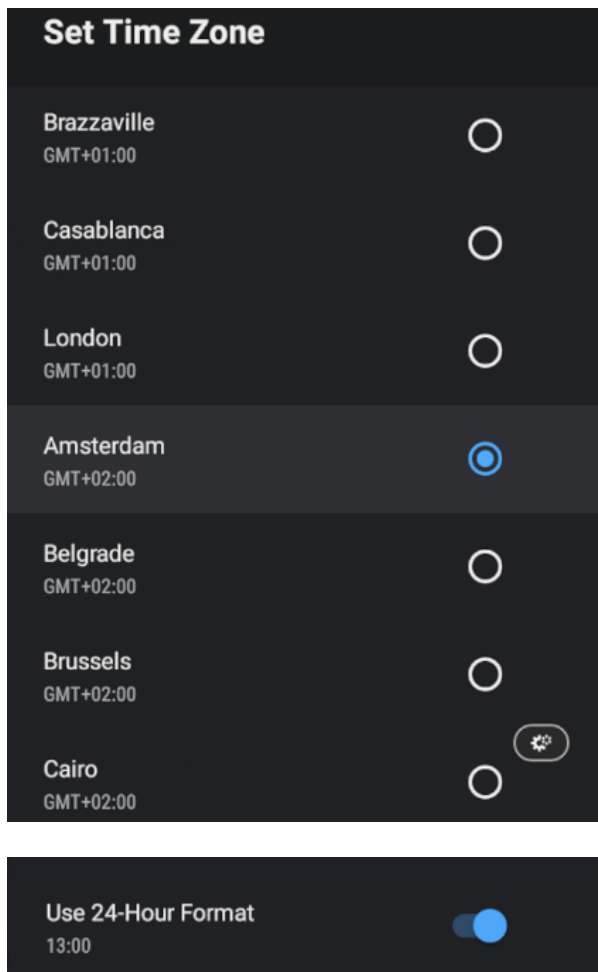 Set Time Zone
Brazzaville
GMT+01:00
Casablanca
GMT+01:00
London
GMT+01:00
Amsterdam
GMT+02:00
Belgrade
GMT+02:00
Brussels
GMT+02:00
Cairo
GMT+02:00
Use 24-Hour Format
13:00